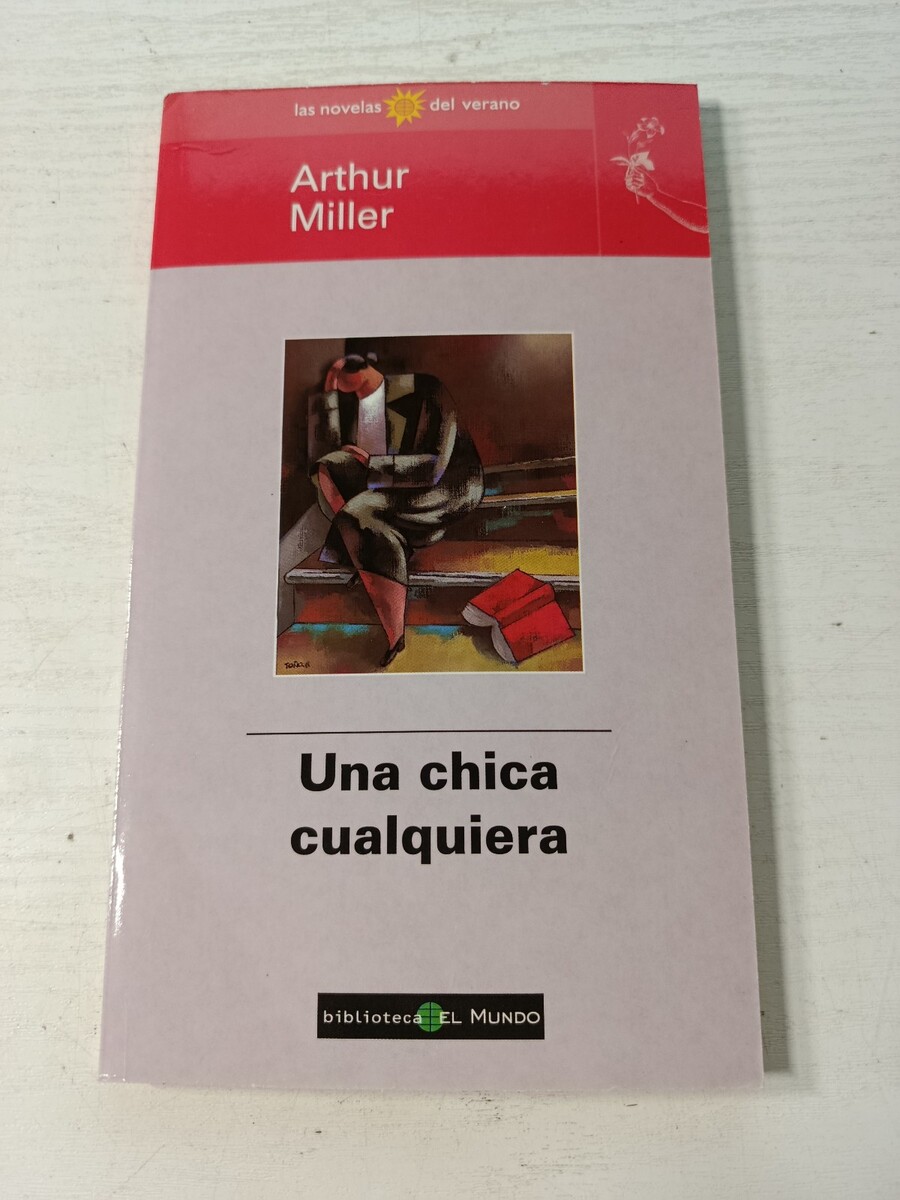 las novelas del verano
Arthur
Miller
Una chica
cualquiera
biblioteca EL MUNDO